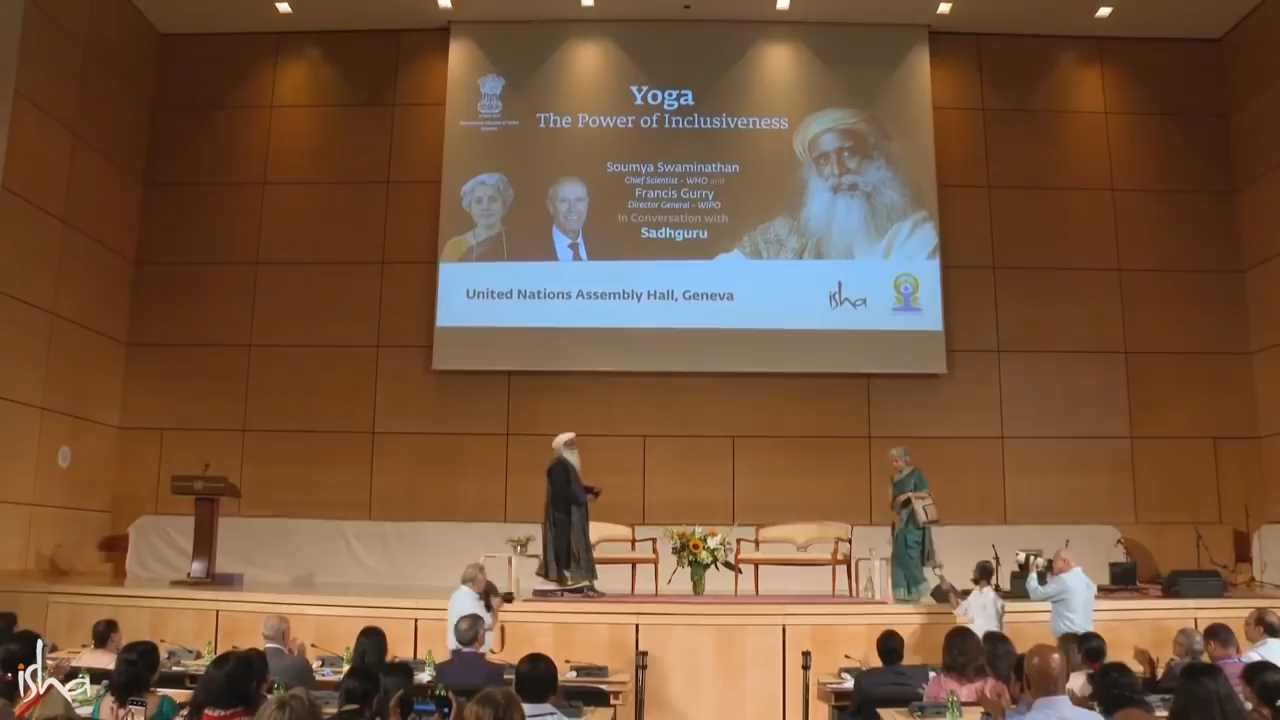 Yoga
The Power of Inclusiveness
Soumya Swaminathan
Chief Scientist - WHO and
Francis Gurry
Director General - WIPO
In Conversation with
Sadhguru
United Nations Assembly Hall, Geneva
isha
isha